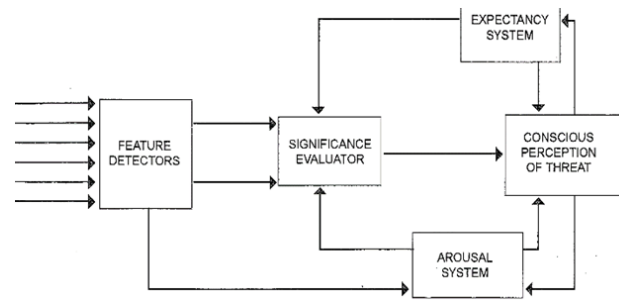 EXPECTANCY
SYSTEM
FEATURE
DETECTORS
SIGNIFICANCE
EVALUATOR
CONSCIOUS
PERCEPTION
OF THREAT
AROUSAL
SYSTEM